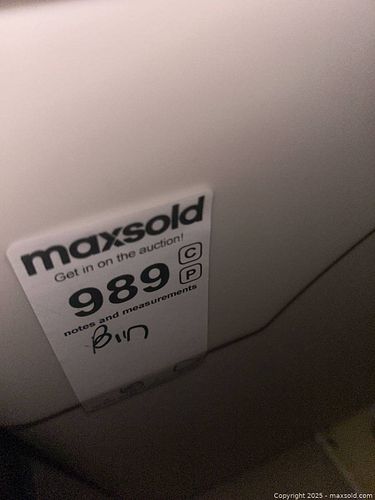 maxsold
Get in on the auction!
989 C P
notes and measurements
Bin
Copyright 2025 - maxsold.com